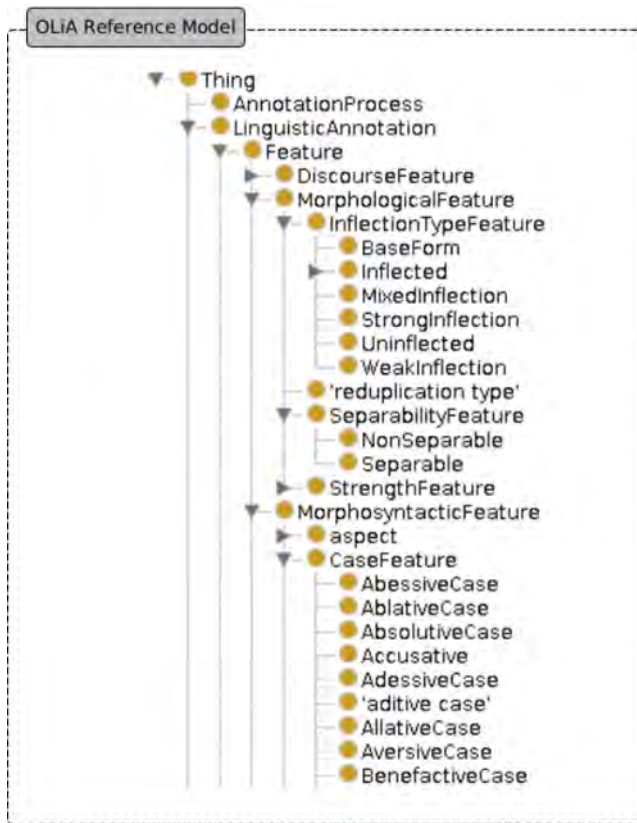 OLiA Reference Model
Thing
AnnotationProcess
LinguisticAnnotation
Feature
DiscourseFeature
MorphologicalFeature
InflectionTypeFeature
BaseForm
Inflected
MixedInflection
StrongInflection
Uninflected
WeakInflection
'reduplication type'
SeparabilityFeature
NonSeparable
Separable
StrengthFeature
MorphosyntacticFeature
aspect
CaseFeature
AbessiveCase
AblativeCase
AbsolutiveCase
Accusative
AdessiveCase
'aditive case'
AllativeCase
AversiveCase
BenefactiveCase